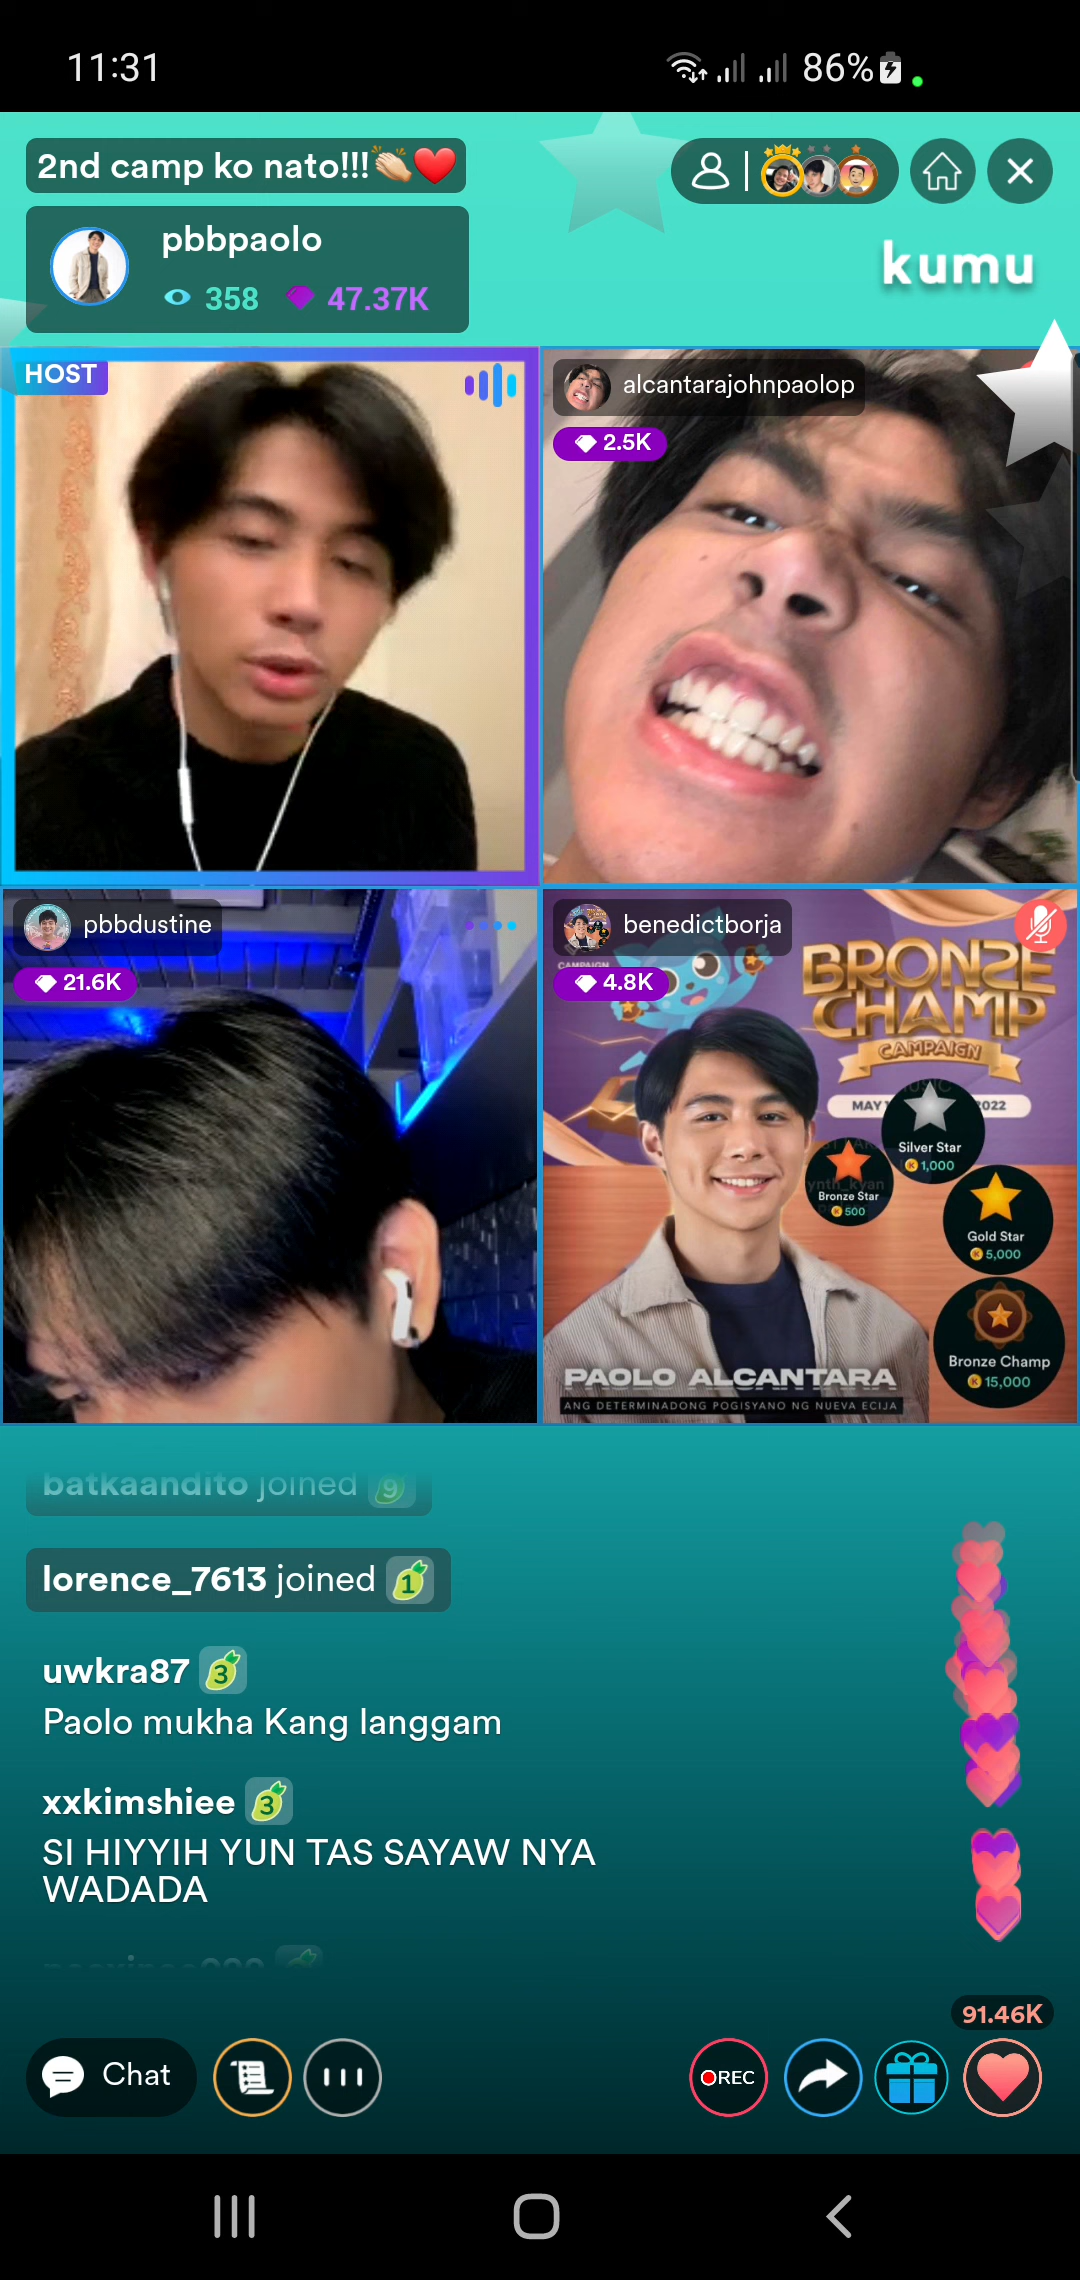 11:31
86%
2nd camp ko nato!!!👏🏻❤️
pbbpaolo
358 47.37K
kumu
HOST
alcantarajohnpaolop
2.5K
pbbdustine
21.6K
benedictborja
4.8K
CAMPAIGN
BRONZE
CHAMP
CAMPAIGN
MAY 2022
Silver Star
1,000
Bronze Star
500
Gold Star
5,000
Bronze Champ
15,000
PAOLO ALCANTARA
ANG DETERMINADONG POGISYANO NG NUEVA ECIJA
batkaandito joined 9
lorence_7613 joined 1
uwkra87 3
Paolo mukha Kang langgam
xxkimshiee 3
SI HIYYIH YUN TAS SAYAW NYA
WADADA
91.46K
Chat
REC